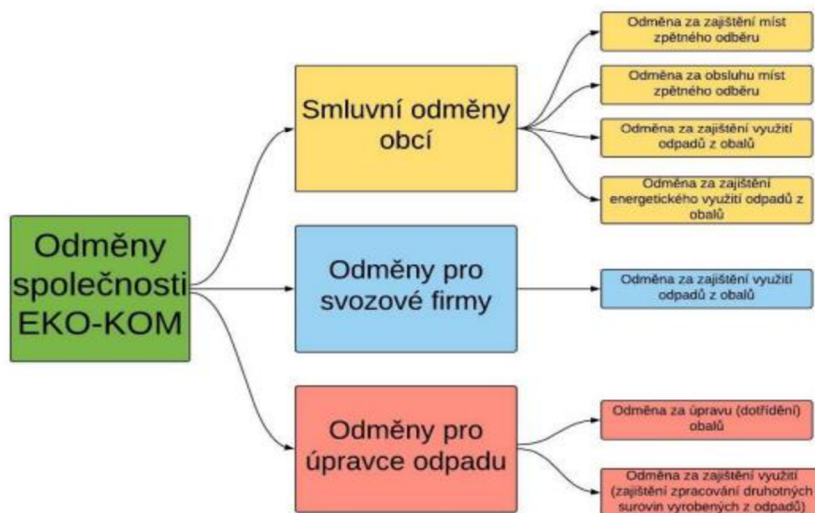 Odměny
společnosti
EKO-KOM
Smluvní odměny
obcí
Odměna za zajištění míst
zpětného odběru
Odměna za obsluhu míst
zpětného odběru
Odměna za zajištění využití
odpadů z obalů
Odměna za zajištění
energetického využití odpadů z
obalů
Odměny pro
svozové firmy
Odměna za zajištění využití
odpadů z obalů
Odměny pro
úpravce odpadu
Odměna za úpravu (dotřídění)
obalů
Odměna za zajištění využití
(zajištění zpracování druhotných
surovin vyrobených z odpadů)